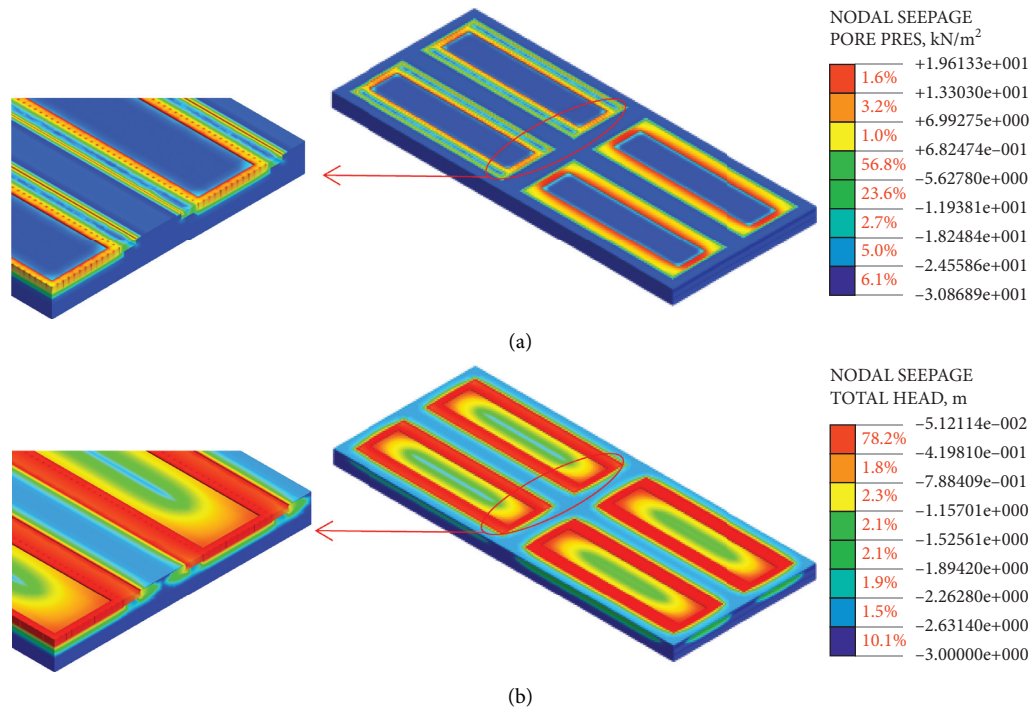 NODAL SEEPAGE
PORE PRES, kN/m²
+1.96133e+001
1.6%
+1.33030e+001
3.2%
+6.99275e+000
1.0%
+6.82474e−001
56.8%
−5.62780e+000
23.6%
−1.19381e+001
2.7%
−1.82484e+001
5.0%
−2.45586e+001
6.1%
−3.08689e+001
(a)
NODAL SEEPAGE
TOTAL HEAD, m
−5.12114e−002
78.2%
−4.19810e−001
1.8%
−7.88409e−001
2.3%
−1.15701e+000
2.1%
−1.52561e+000
2.1%
−1.89420e+000
1.9%
−2.26280e+000
1.5%
−2.63140e+000
10.1%
−3.00000e+000
(b)